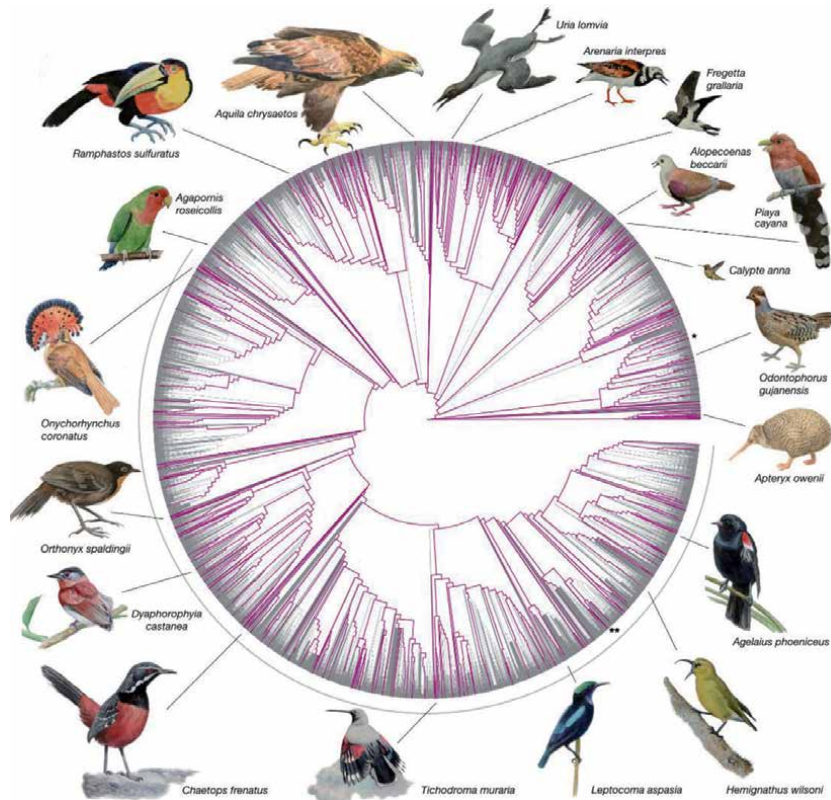 Uria lomvia
Arenaria interpres
Fregetta
grallaria
Aquila chrysaetos
Ramphastos sulfuratus
Alopecoenas
beccarii
Agapornis
roseicollis
Piaya
cayana
Calypte anna
*
Odontophorus
gujanensis
Onychorhynchus
coronatus
Apteryx owenii
Orthonyx spaldingii
Dyaphorophyia
castanea
**
Agelaius phoeniceus
Chaetops frenatus
Tichodroma muraria
Leptocoma aspasia
Hemignathus wilsoni